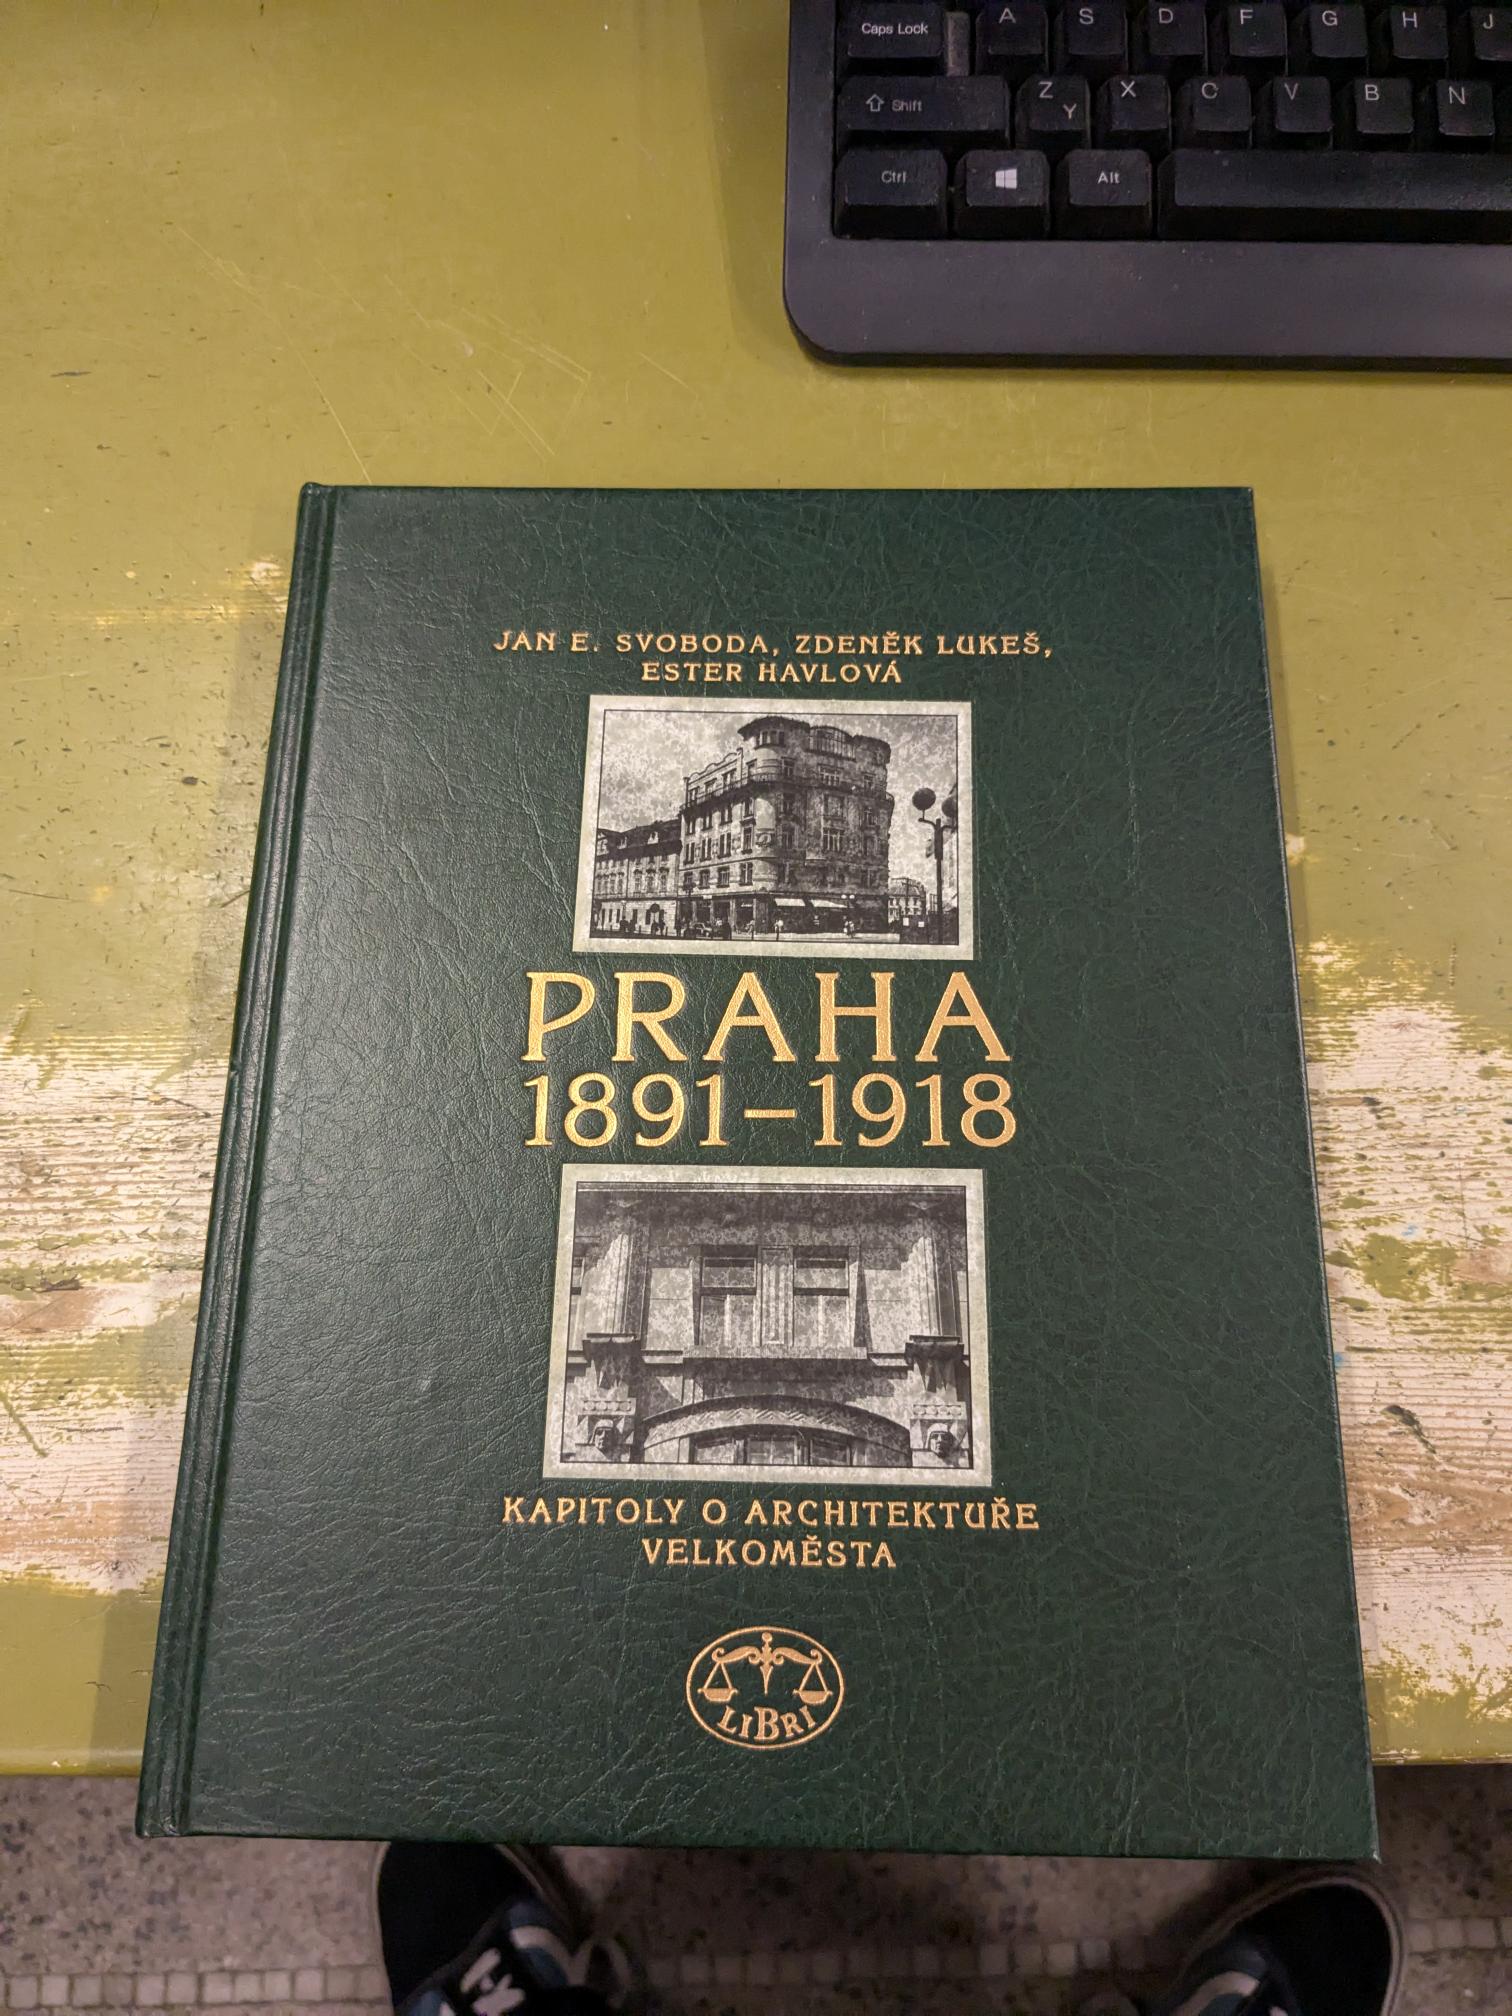 Caps Lock A S D F G H J
Shift Z Y X C V B N
Ctrl Alt
JAN E. SVOBODA, ZDENĚK LUKEŠ,
ESTER HAVLOVÁ
PRAHA
1891–1918
KAPITOLY O ARCHITEKTUŘE
VELKOMĚSTA
LIBRI